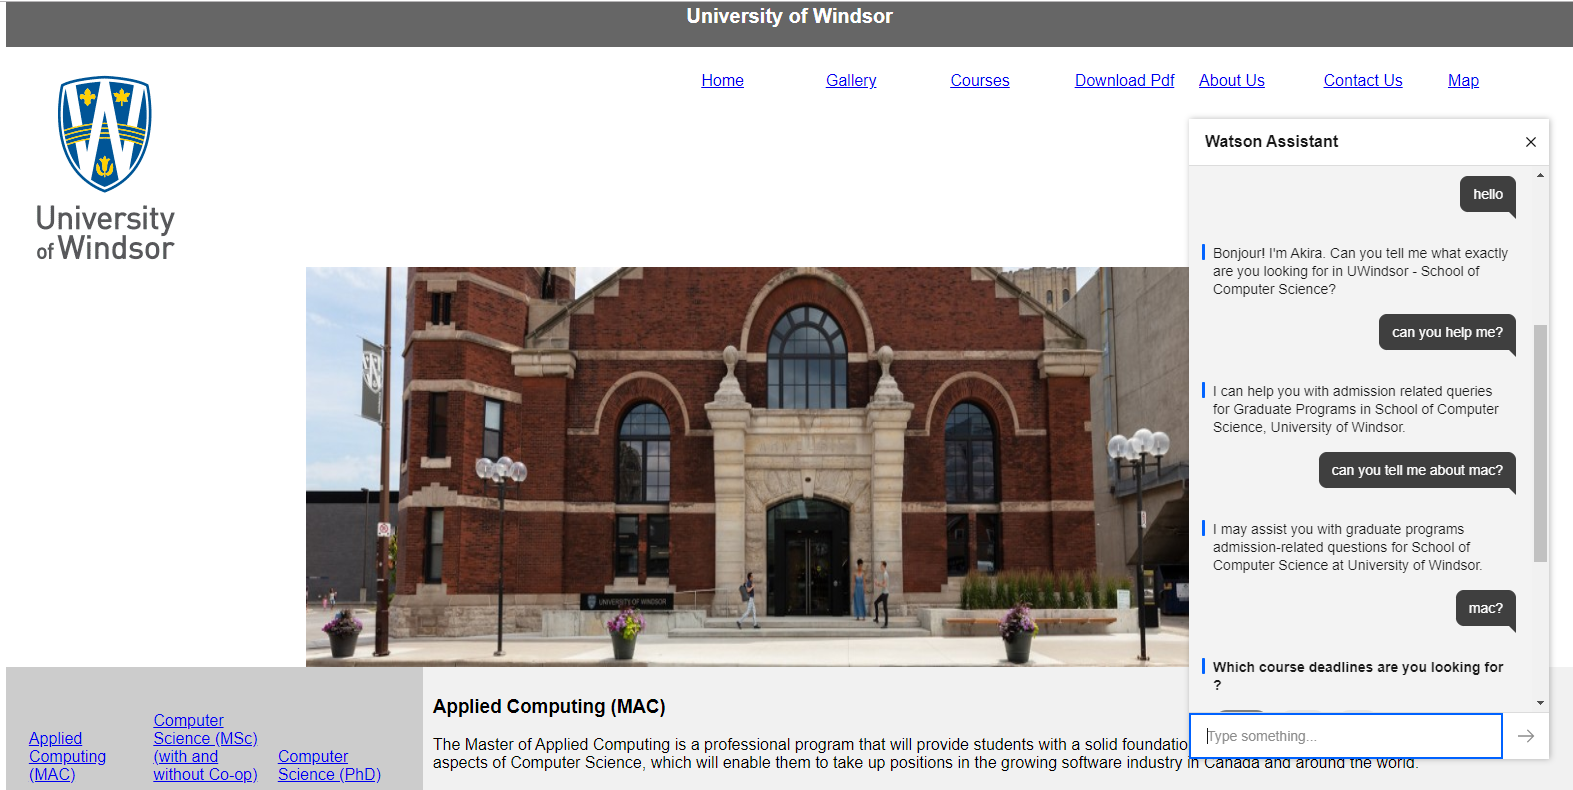 University of Windsor
Home Gallery Courses Download Pdf About Us Contact Us Map
University
of Windsor
Watson Assistant
hello
Bonjour! I'm Akira. Can you tell me what exactly
are you looking for in UWindsor - School of
Computer Science?
can you help me?
I can help you with admission related queries
for Graduate Programs in School of Computer
Science, University of Windsor.
can you tell me about mac?
I may assist you with graduate programs
admission-related questions for School of
Computer Science at University of Windsor.
mac?
Which course deadlines are you looking for
?
Type something...
UNIVERSITY OF WINDSOR
Applied
Computing
(MAC)
Computer
Science (MSc)
(with and
without Co-op)
Computer
Science (PhD)
Applied Computing (MAC)
The Master of Applied Computing is a professional program that will provide students with a solid foundatio
aspects of Computer Science, which will enable them to take up positions in the growing software industry in Canada and around the world.